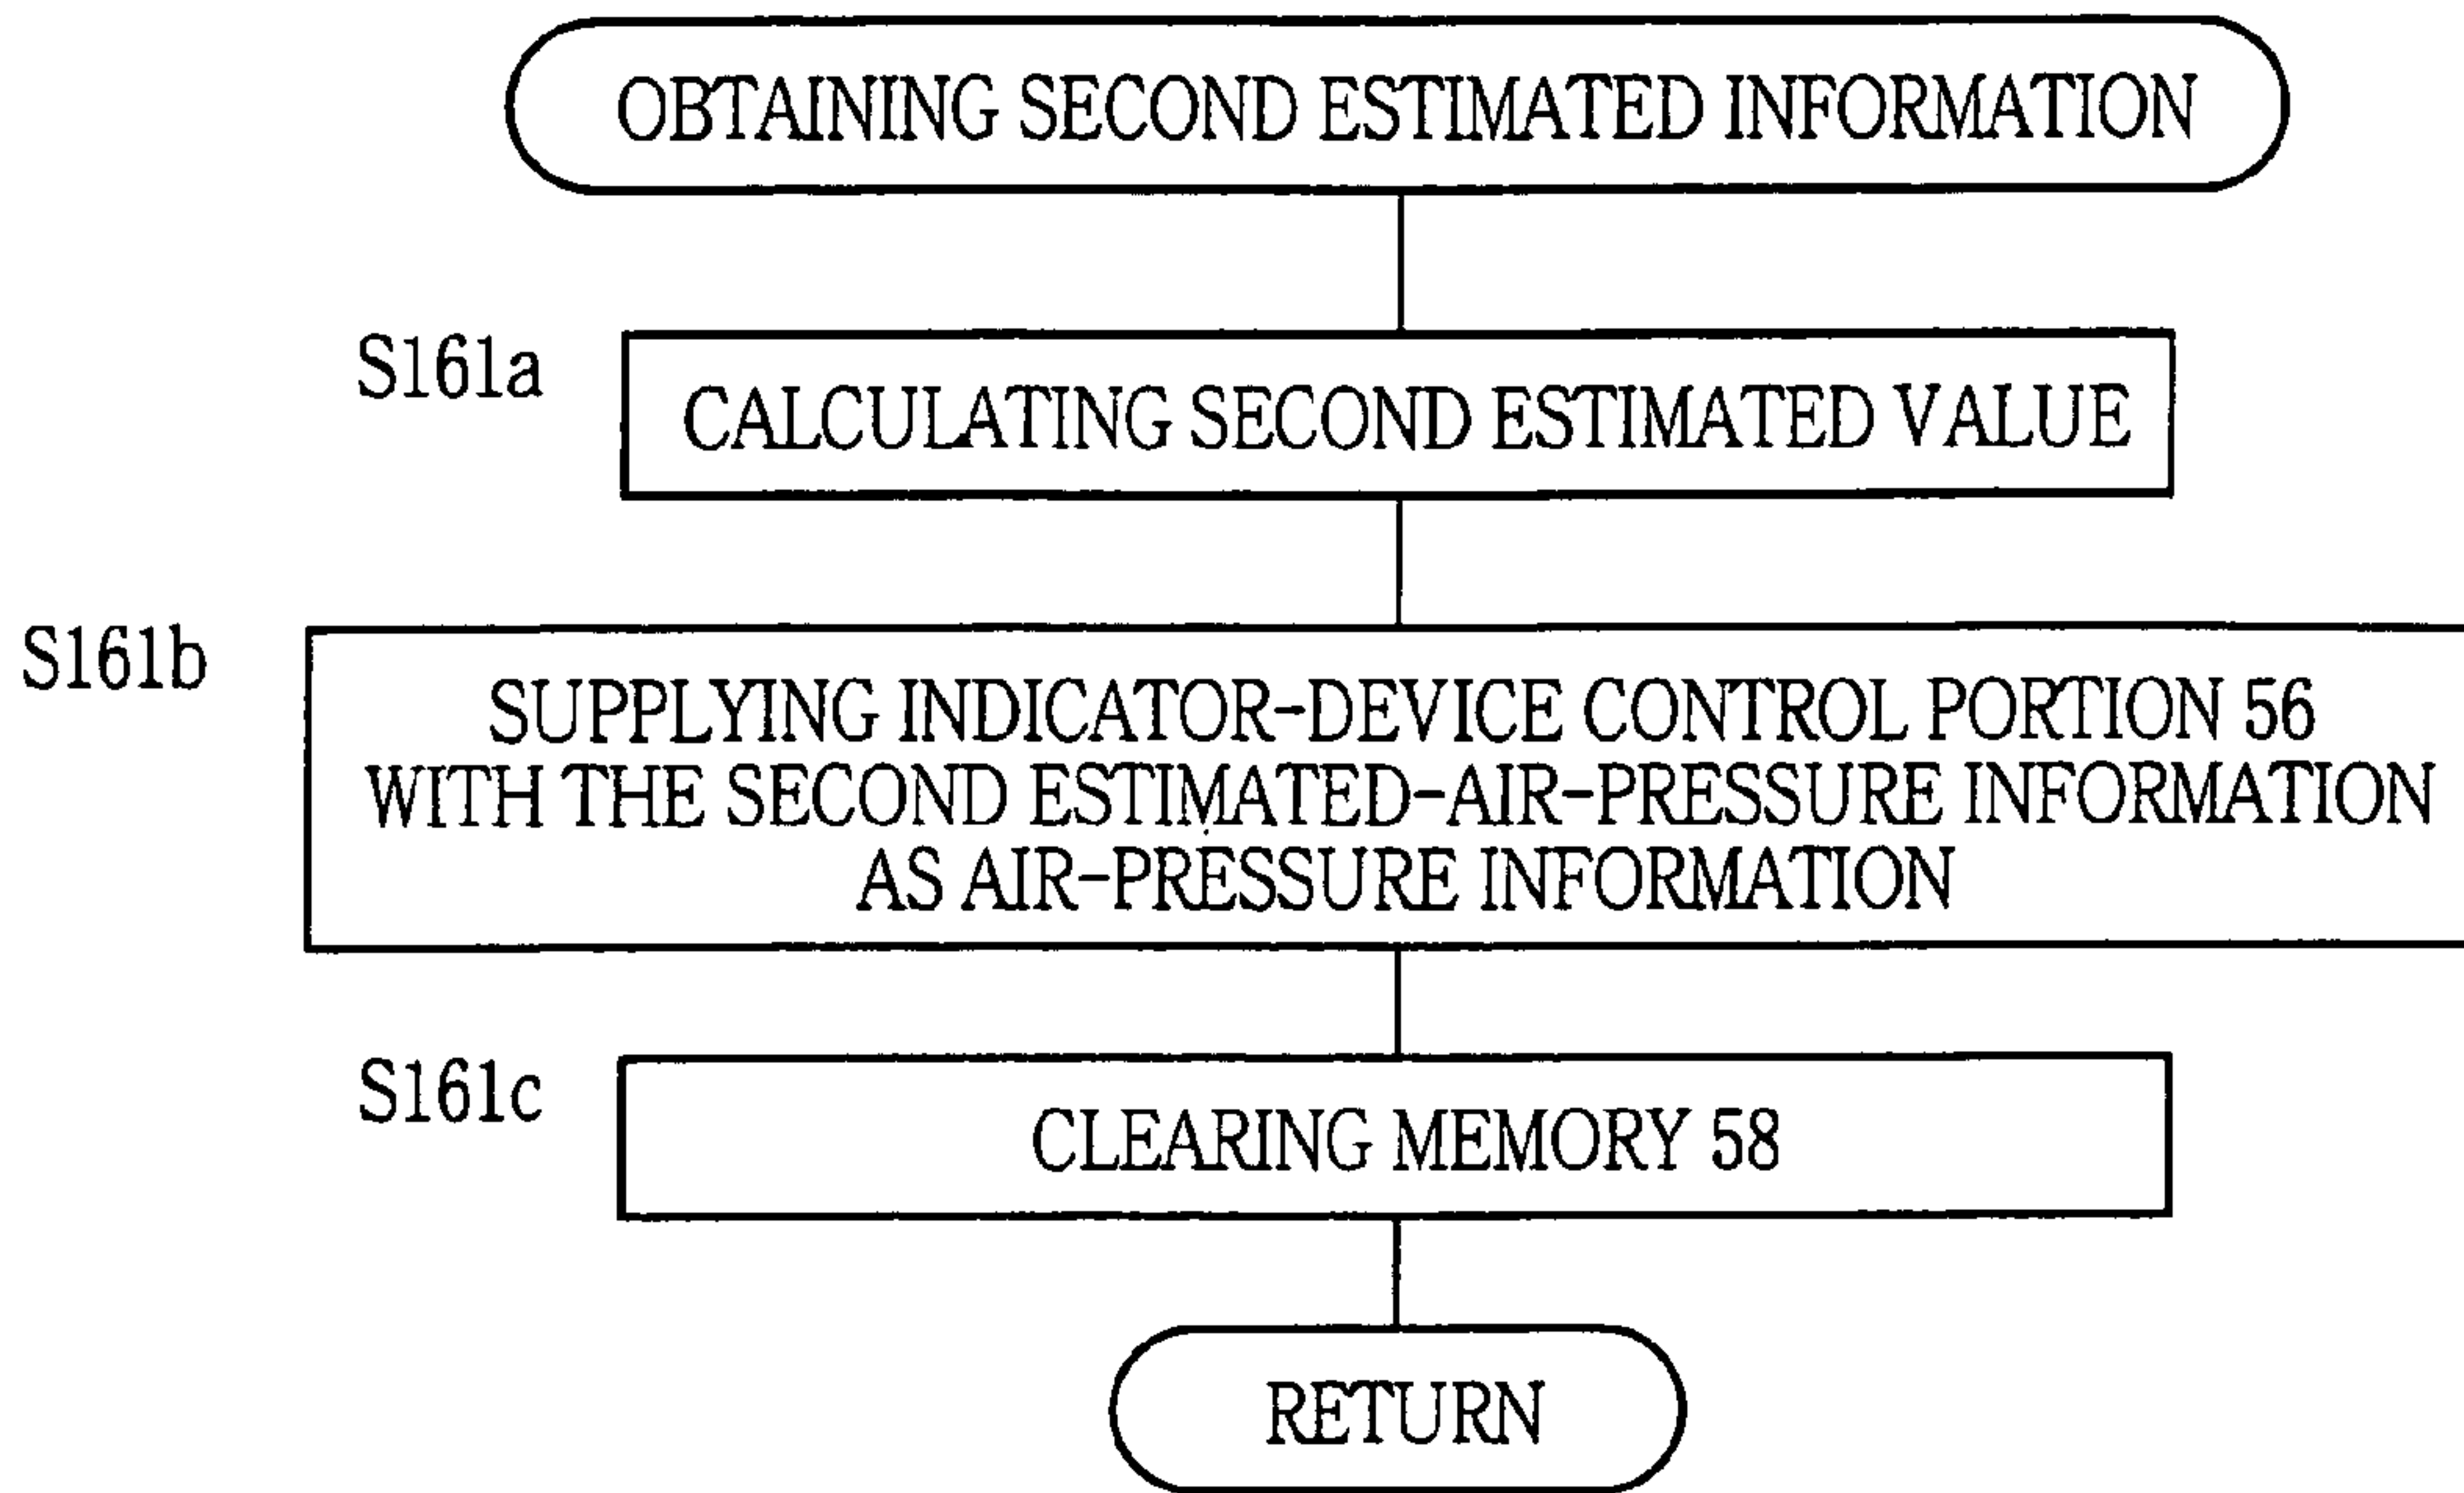 OBTAINING SECOND ESTIMATED INFORMATION
S161a
CALCULATING SECOND ESTIMATED VALUE
S161b
SUPPLYING INDICATOR-DEVICE CONTROL PORTION 56
WITH THE SECOND ESTIMATED-AIR-PRESSURE INFORMATION
AS AIR-PRESSURE INFORMATION
S161c
CLEARING MEMORY 58
RETURN